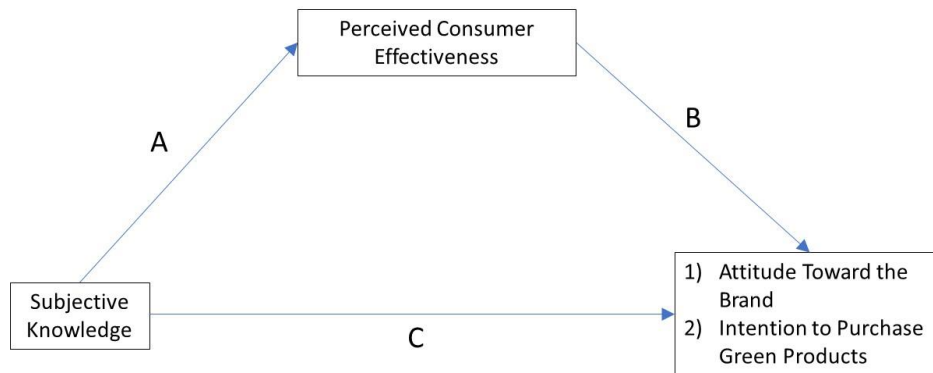 Perceived Consumer
Effectiveness
A
B
Subjective
Knowledge
C
1) Attitude Toward the
Brand
2) Intention to Purchase
Green Products